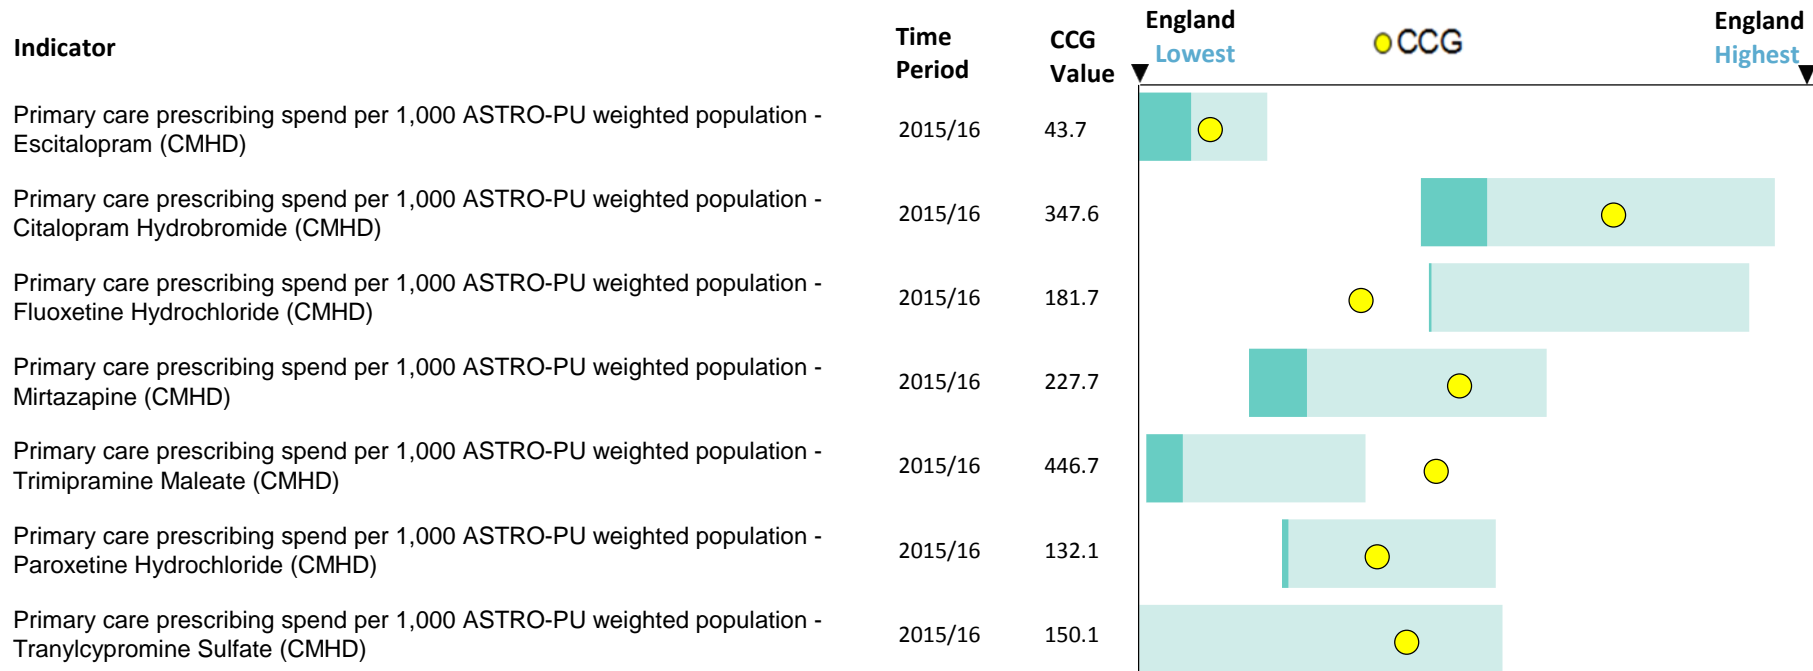 Indicator
Time Period
CCG Value
England Lowest
CCG
England Highest
Primary care prescribing spend per 1,000 ASTRO-PU weighted population -
Escitalopram (CMHD)
2015/16
43.7
Primary care prescribing spend per 1,000 ASTRO-PU weighted population -
Citalopram Hydrobromide (CMHD)
2015/16
347.6
Primary care prescribing spend per 1,000 ASTRO-PU weighted population -
Fluoxetine Hydrochloride (CMHD)
2015/16
181.7
Primary care prescribing spend per 1,000 ASTRO-PU weighted population -
Mirtazapine (CMHD)
2015/16
227.7
Primary care prescribing spend per 1,000 ASTRO-PU weighted population -
Trimipramine Maleate (CMHD)
2015/16
446.7
Primary care prescribing spend per 1,000 ASTRO-PU weighted population -
Paroxetine Hydrochloride (CMHD)
2015/16
132.1
Primary care prescribing spend per 1,000 ASTRO-PU weighted population -
Tranylcypromine Sulfate (CMHD)
2015/16
150.1